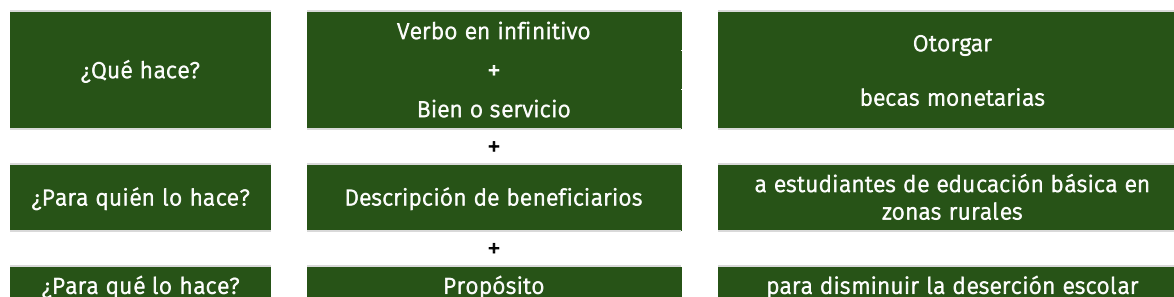 ¿Qué hace?
Verbo en infinitivo
+
Bien o servicio
Otorgar
becas monetarias
+
¿Para quién lo hace?
Descripción de beneficiarios
a estudiantes de educación básica en
zonas rurales
+
¿Para qué lo hace?
Propósito
para disminuir la deserción escolar